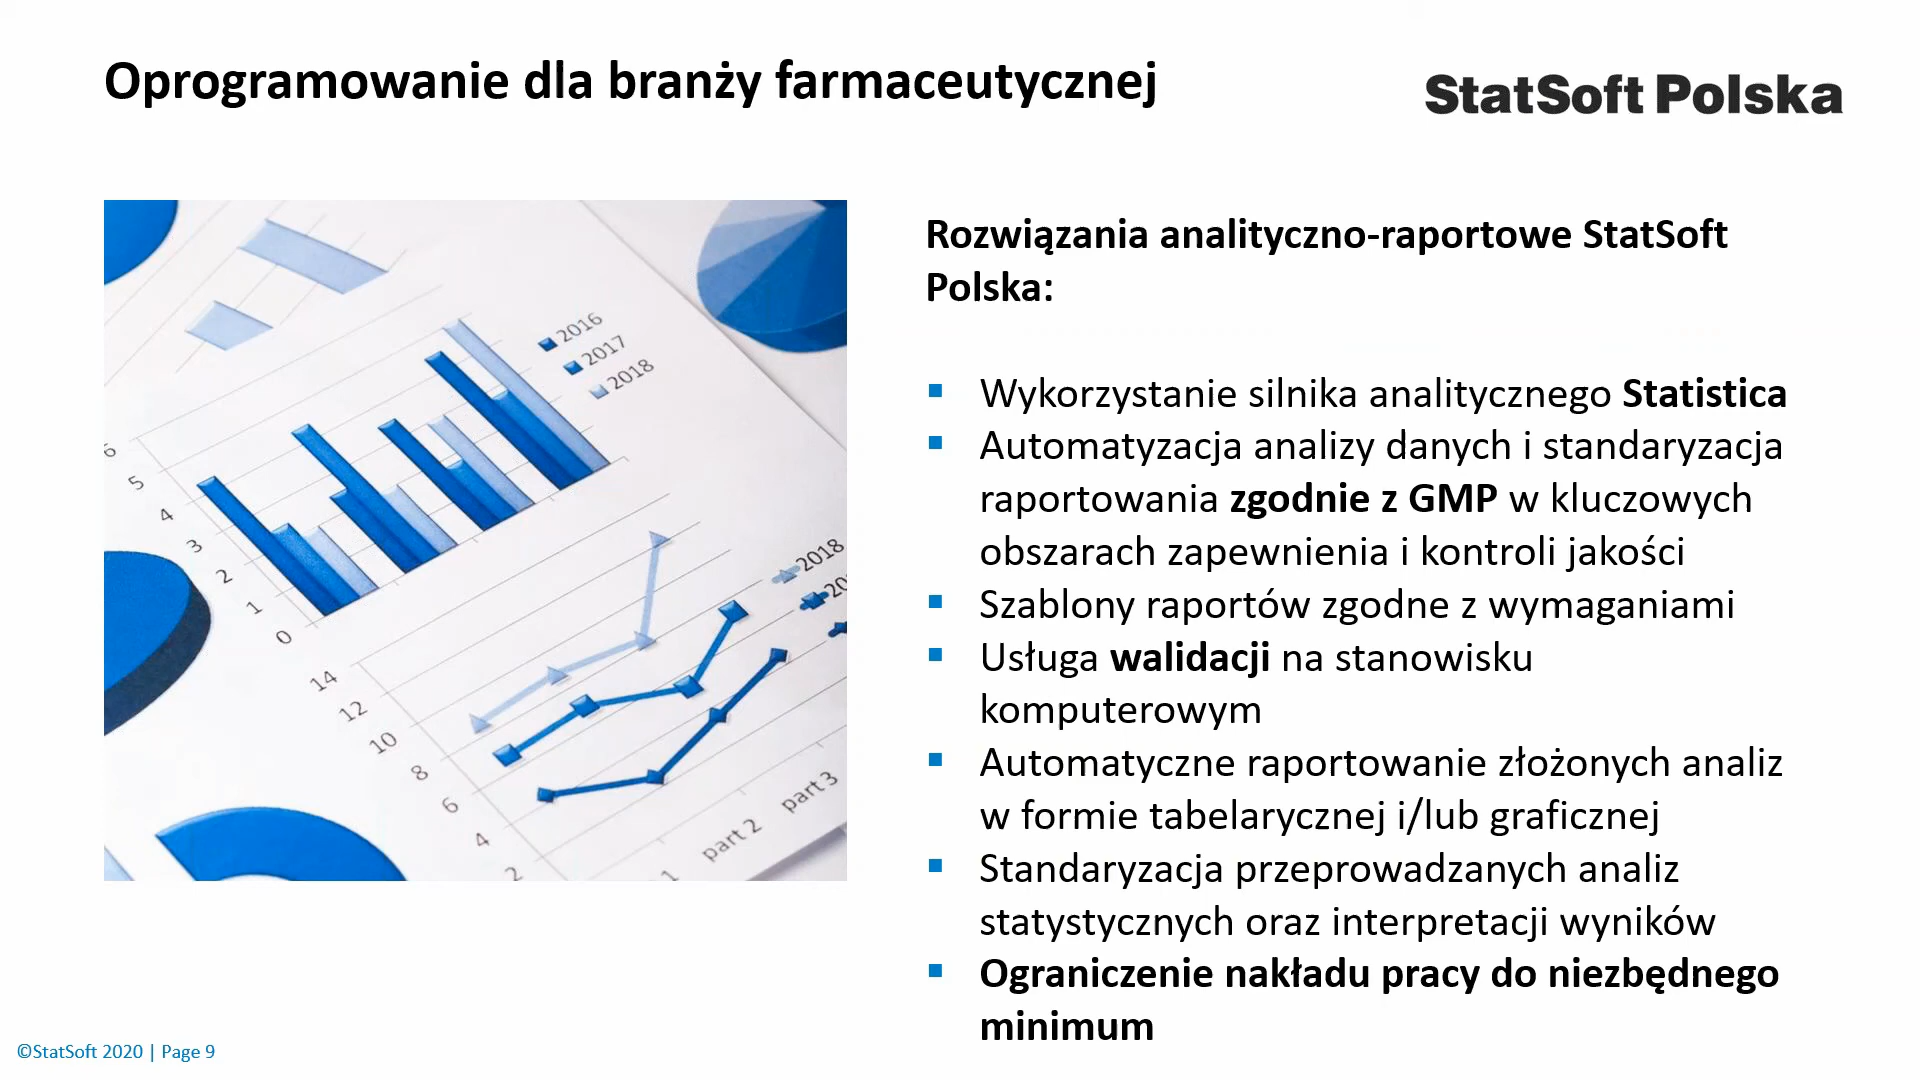 Oprogramowanie dla branży farmaceutycznej
StatSoft Polska
2016
2017
2018
6
5
4
3
2
1
0
2018
14
12
10
8
6
4
2
part 2
part 3
Rozwiązania analityczno-raportowe StatSoft
Polska:
▪ Wykorzystanie silnika analitycznego Statistica
▪ Automatyzacja analizy danych i standaryzacja
raportowania zgodnie z GMP w kluczowych
obszarach zapewnienia i kontroli jakości
▪ Szablony raportów zgodne z wymaganiami
▪ Usługa walidacji na stanowisku
komputerowym
▪ Automatyczne raportowanie złożonych analiz
w formie tabelarycznej i/lub graficznej
▪ Standaryzacja przeprowadzanych analiz
statystycznych oraz interpretacji wyników
▪ Ograniczenie nakładu pracy do niezbędnego
minimum
©StatSoft 2020 | Page 9